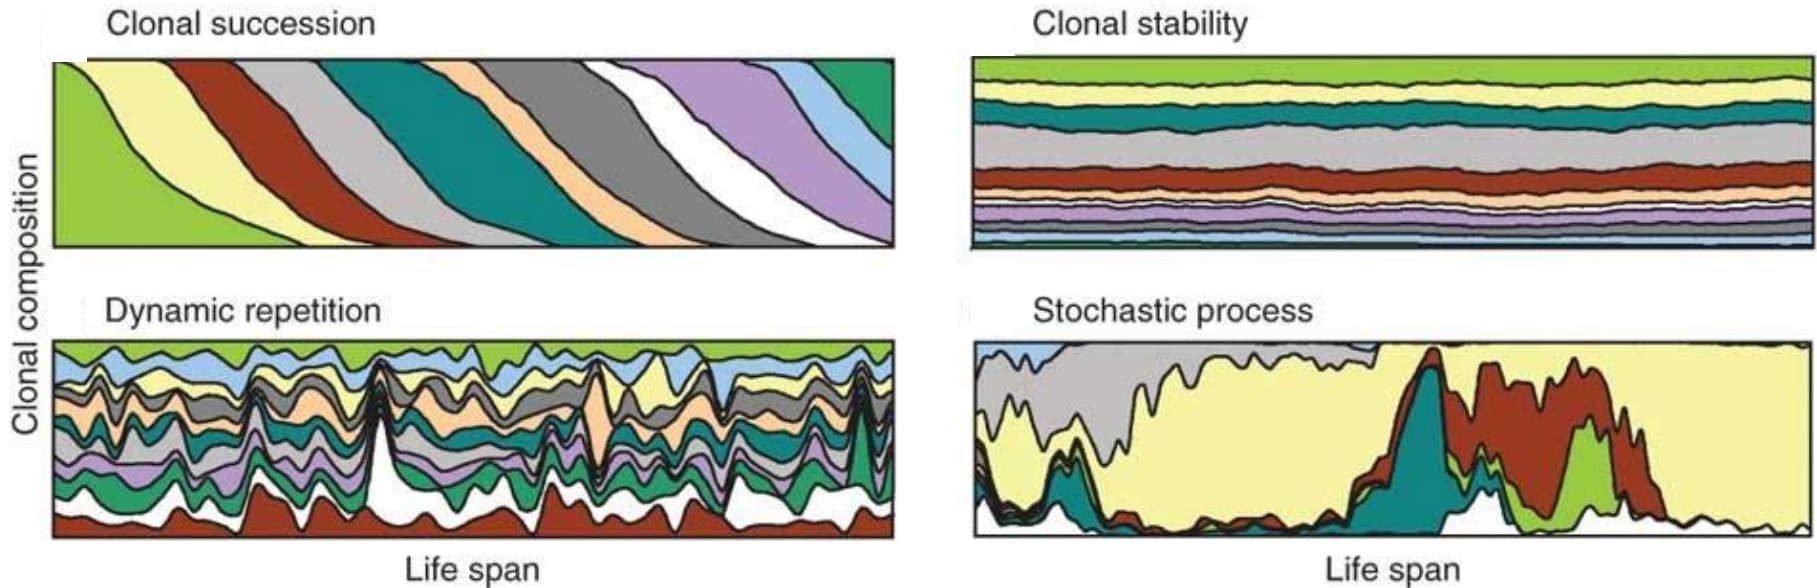 Clonal succession
Clonal stability
Clonal composition
Dynamic repetition
Stochastic process
Life span
Life span